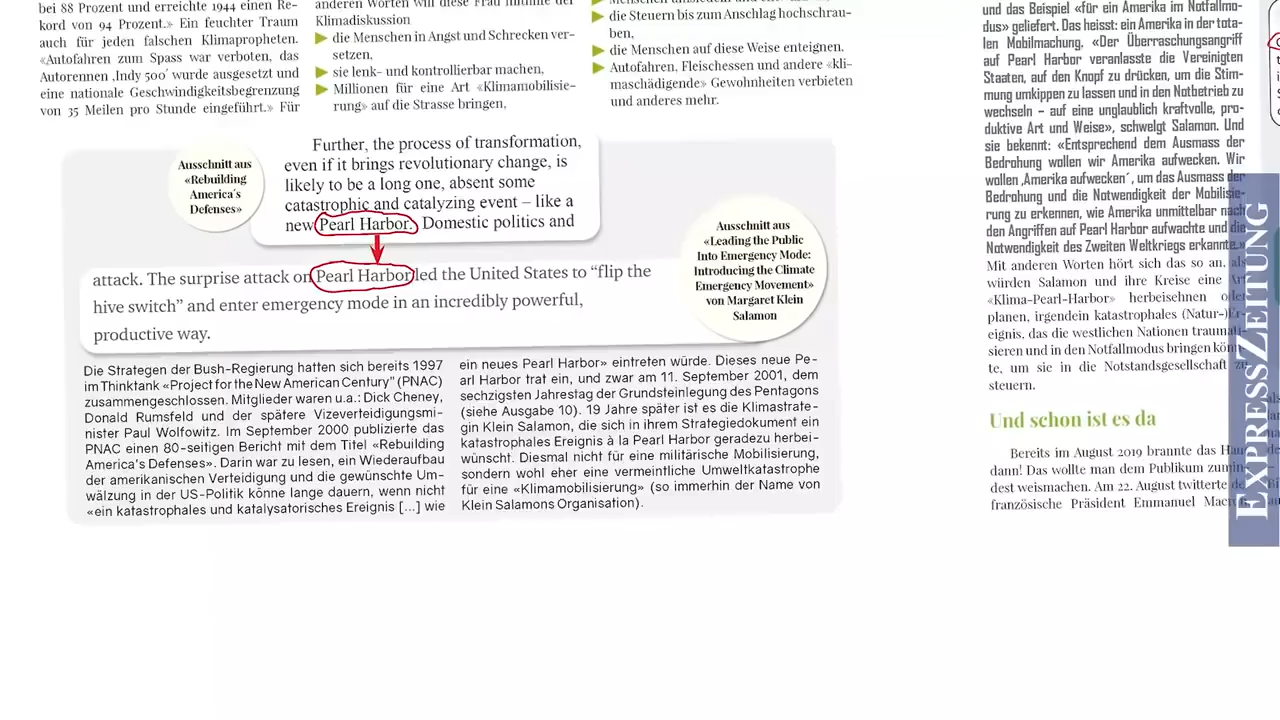 bei 88 Prozent und erreichte 1944 einen Re-
kord von 94 Prozent.» Ein feuchter Traum
auch für jeden falschen Klimapropheten.
«Autofahren zum Spass war verboten, das
Autorennen ‚Indy 500´ wurde ausgesetzt und
eine nationale Geschwindigkeitsbegrenzung
von 35 Meilen pro Stunde eingeführt.» Für
anderen Worten will diese Frau inmitte der
Klimadiskussion
die Menschen in Angst und Schrecken ver-
setzen,
sie lenk- und kontrollierbar machen,
Millionen für eine Art «Klimamobilisie-
rung» auf die Strasse bringen,
die Steuern bis zum Anschlag hochschrau-
ben,
die Menschen auf diese Weise enteignen.
Autofahren, Fleischessen und andere «kli-
maschädigende» Gewohnheiten verbieten
und anderes mehr.
Ausschnitt aus
«Rebuilding
America´s
Defenses»
Further, the process of transformation,
even if it brings revolutionary change, is
likely to be a long one, absent some
catastrophic and catalyzing event – like a
new Pearl Harbor. Domestic politics and
attack. The surprise attack on Pearl Harbor led the United States to “flip the
hive switch” and enter emergency mode in an incredibly powerful,
productive way.
Ausschnitt aus
«Leading the Public
Into Emergency Mode:
Introducing the Climate
Emergency Movement»
von Margaret Klein
Salamon
Die Strategen der Bush-Regierung hatten sich bereits 1997
im Thinktank «Project for the New American Century” (PNAC)
zusammengeschlossen. Mitglieder waren u.a.: Dick Cheney,
Donald Rumsfeld und der spätere Vizeverteidigungsmi-
nister Paul Wolfowitz. Im September 2000 publizierte das
PNAC einen 80-seitigen Bericht mit dem Titel «Rebuilding
America's Defenses». Darin war zu lesen, ein Wiederaufbau
der amerikanischen Verteidigung und die gewünschte Um-
wälzung in der US-Politik könne lange dauern, wenn nicht
«ein katastrophales und katalysatorisches Ereignis [...] wie
ein neues Pearl Harbor» eintreten würde. Dieses neue Pe-
arl Harbor trat ein, und zwar am 11. September 2001, dem
sechzigsten Jahrestag der Grundsteinlegung des Pentagons
(siehe Ausgabe 10). 19 Jahre später ist es die Klimastrate-
gin Klein Salamon, die sich in ihrem Strategiedokument ein
katastrophales Ereignis à la Pearl Harbor geradezu herbei-
wünscht. Diesmal nicht für eine militärische Mobilisierung,
sondern wohl eher eine vermeintliche Umweltkatastrophe
für eine «Klimamobilisierung» (so immerhin der Name von
Klein Salamons Organisation).
und das Beispiel «für ein Amerika im Notfallmo-
dus» geliefert. Das heisst: ein Amerika in der tota-
len Mobilmachung. «Der Überraschungsangriff
auf Pearl Harbor veranlasste die Vereinigten
Staaten, auf den Knopf zu drücken, um die Stim-
mung umkippen zu lassen und in den Notbetrieb zu
wechseln – auf eine unglaublich kraftvolle, pro-
duktive Art und Weise», schwelgt Salamon. Und
sie bekennt: «Entsprechend dem Ausmass der
Bedrohung wollen wir Amerika aufwecken. Wir
wollen ‚Amerika aufwecken´, um das Ausmass der
Bedrohung und die Notwendigkeit der Mobilisie-
rung zu erkennen, wie Amerika unmittelbar nach
den Angriffen auf Pearl Harbor aufwachte und die
Notwendigkeit des Zweiten Weltkriegs erkannte.»
Mit anderen Worten hört sich das so an, als
würden Salamon und ihre Kreise eine Art
«Klima-Pearl-Harbor» herbeisehnen oder
planen, irgendein katastrophales (Natur-)Er-
eignis, das die westlichen Nationen traumati-
sieren und in den Notfallmodus bringen könn-
te, um sie in die Notstandsgesellschaft zu
steuern.
Und schon ist es da
Bereits im August 2019 brannte das Haus
dann! Das wollte man dem Publikum zumin-
dest weismachen. Am 22. August twitterte der
französische Präsident Emmanuel Macron
EXPRESSZEITUNG